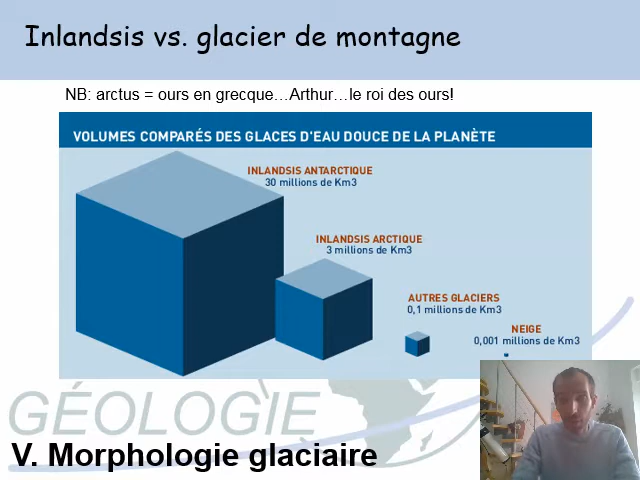 Inlandsis vs. glacier de montagne
NB: arctus = ours en grecque…Arthur…le roi des ours!
VOLUMES COMPARÉS DES GLACES D'EAU DOUCE DE LA PLANÈTE
INLANDSIS ANTARCTIQUE
30 millions de Km3
INLANDSIS ARCTIQUE
3 millions de Km3
AUTRES GLACIERS
0,1 millions de Km3
NEIGE
0,001 millions de Km3
GÉOLOGIE
V. Morphologie glaciaire